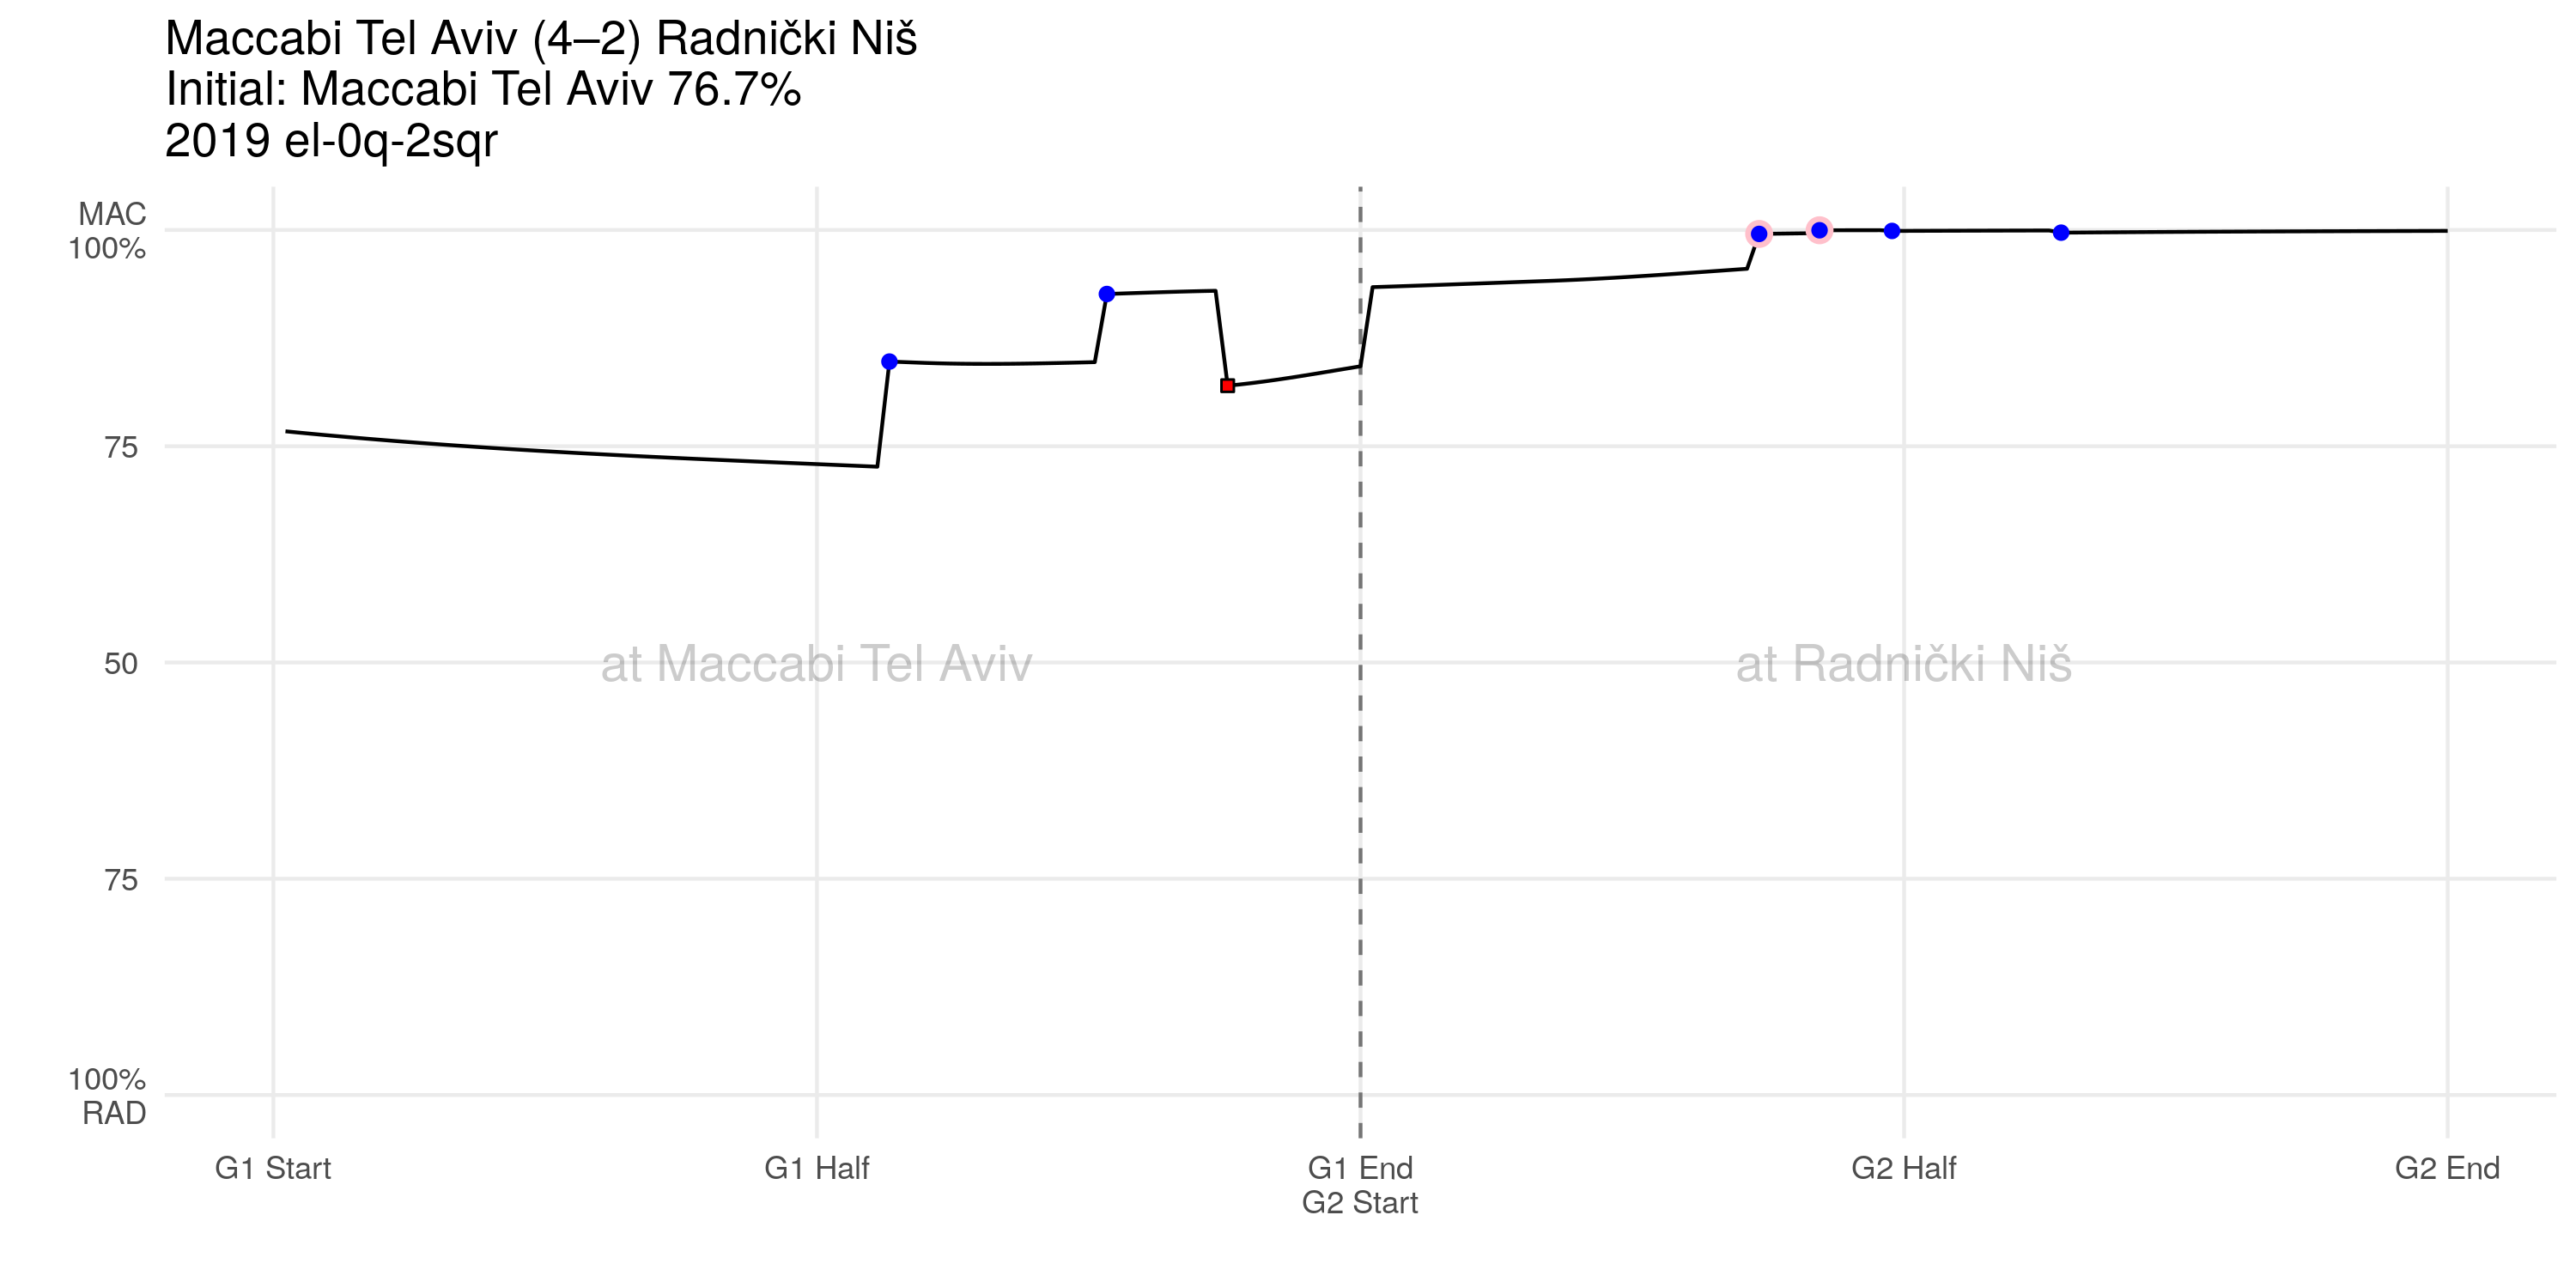 Maccabi Tel Aviv (4–2) Radnički Niš
Initial: Maccabi Tel Aviv 76.7%
2019 el-0q-2sqr
MAC
100%
75
50
75
100%
RAD
at Maccabi Tel Aviv
at Radnički Niš
G1 Start
G1 Half
G1 End
G2 Start
G2 Half
G2 End